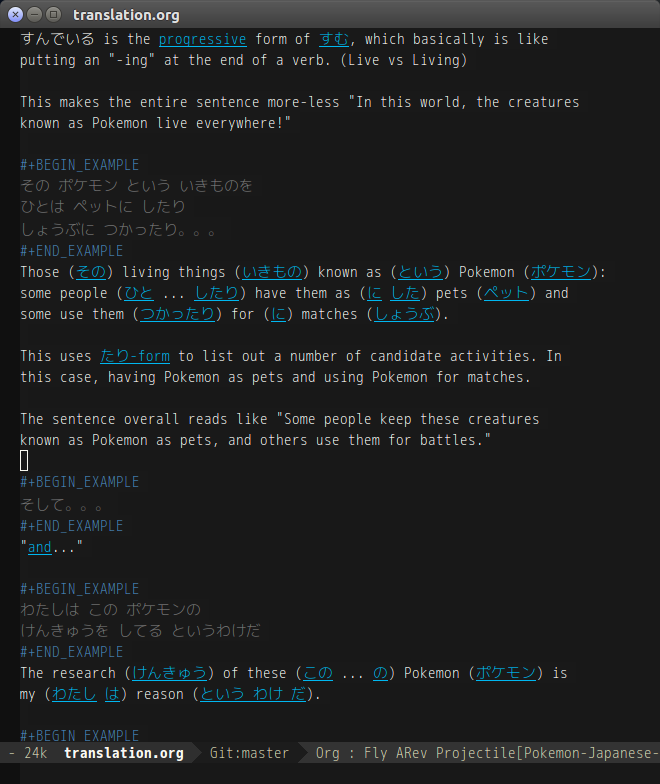 translation.org
すんでいる is the progressive form of すむ, which basically is like
putting an "-ing" at the end of a verb. (Live vs Living)
This makes the entire sentence more-less "In this world, the creatures
known as Pokemon live everywhere!"
#+BEGIN_EXAMPLE
その ポケモン という いきものを
ひとは ペットに したり
しょうぶに つかったり。。。
#+END_EXAMPLE
Those (その) living things (いきもの) known as (という) Pokemon (ポケモン):
some people (ひと ... したり) have them as (に した) pets (ペット) and
some use them (つかったり) for (に) matches (しょうぶ).
This uses たり-form to list out a number of candidate activities. In
this case, having Pokemon as pets and using Pokemon for matches.
The sentence overall reads like "Some people keep these creatures
known as Pokemon as pets, and others use them for battles."
#+BEGIN_EXAMPLE
そして。。。
#+END_EXAMPLE
"and..."
#+BEGIN_EXAMPLE
わたしは この ポケモンの
けんきゅうを してる というわけだ
#+END_EXAMPLE
The research (けんきゅう) of these (この ... の) Pokemon (ポケモン) is
my (わたし は) reason (という わけ だ).
#+BEGIN_EXAMPLE
- 24k translation.org Git:master Org : Fly ARev Projectile[Pokemon-Japanese-